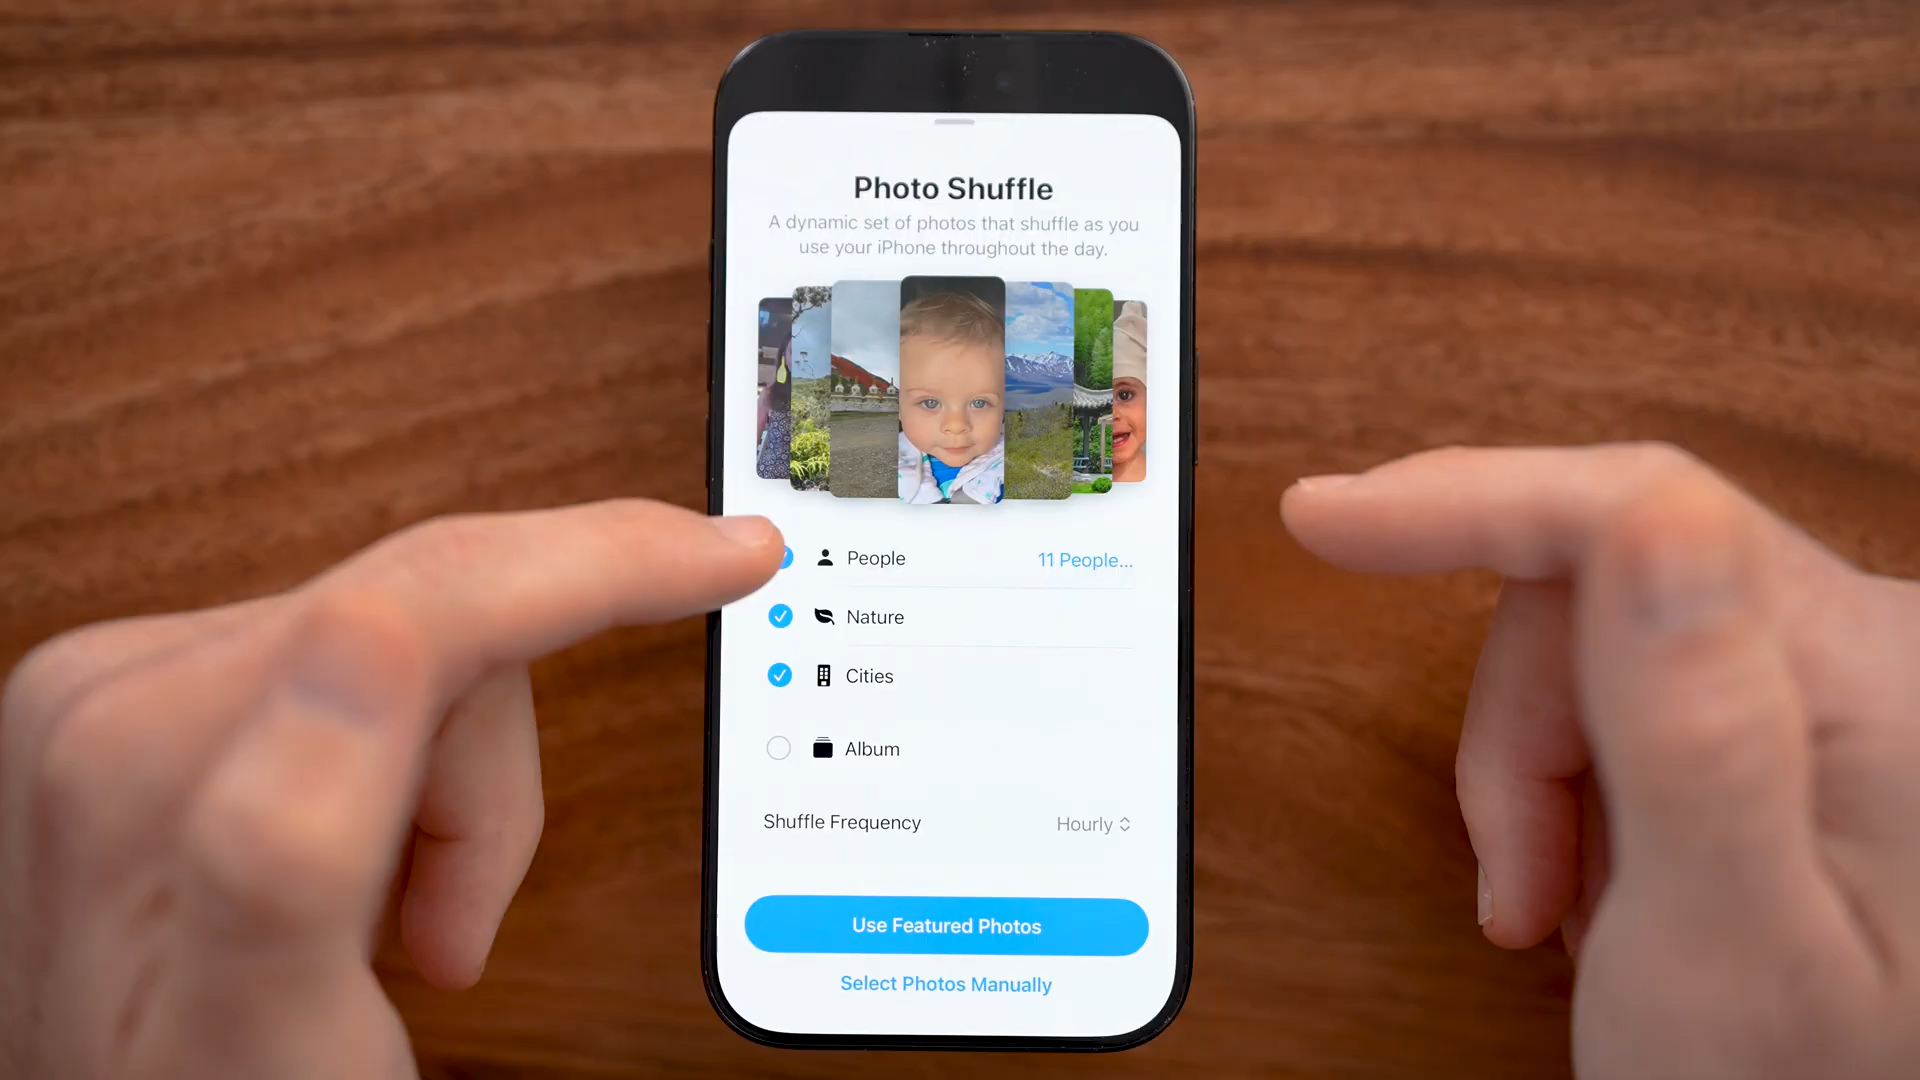 Photo Shuffle
A dynamic set of photos that shuffle as you
use your iPhone throughout the day.
People
11 People...
Nature
Cities
Album
Shuffle Frequency
Hourly
Use Featured Photos
Select Photos Manually